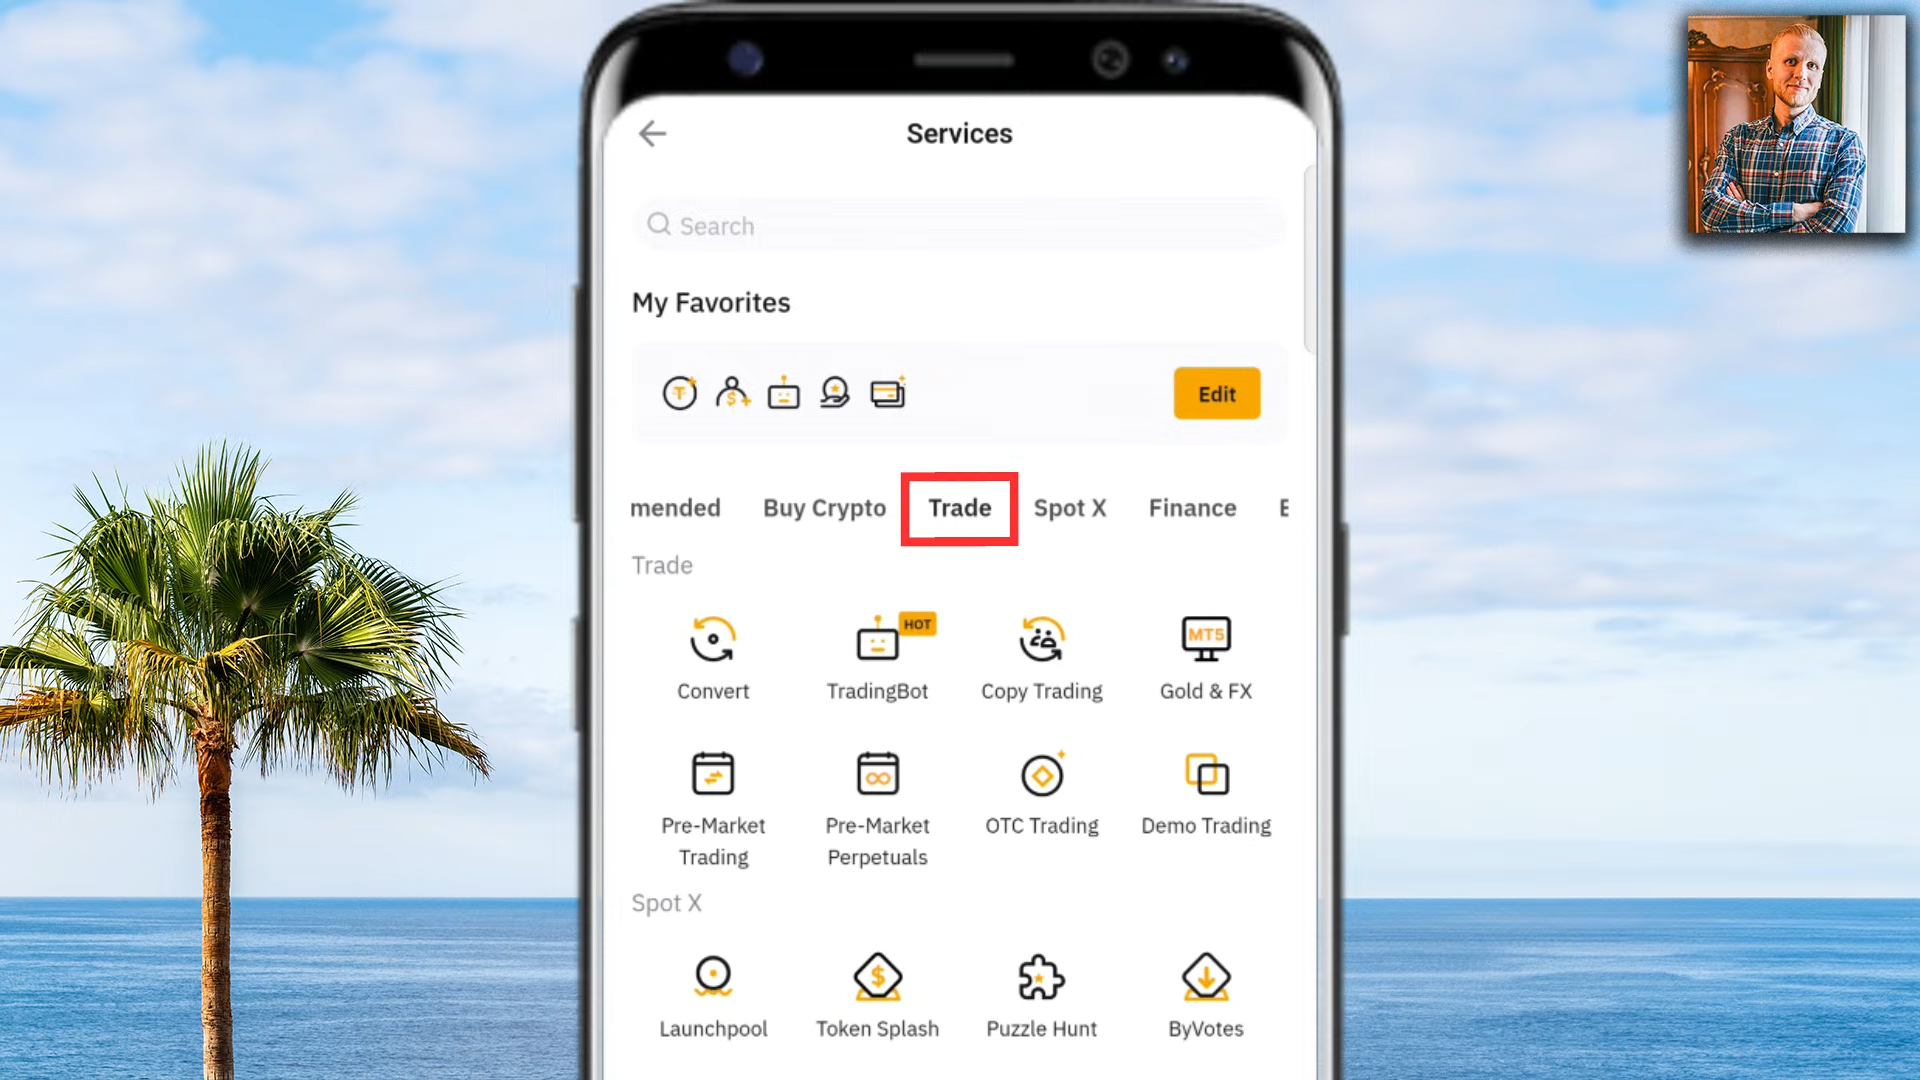 Services
Search
My Favorites
Edit
mended Buy Crypto Trade Spot X Finance
Trade
HOT
MT5
Convert TradingBot Copy Trading Gold & FX
Pre-Market Pre-Market OTC Trading Demo Trading
Trading Perpetuals
Spot X
Launchpool Token Splash Puzzle Hunt ByVotes